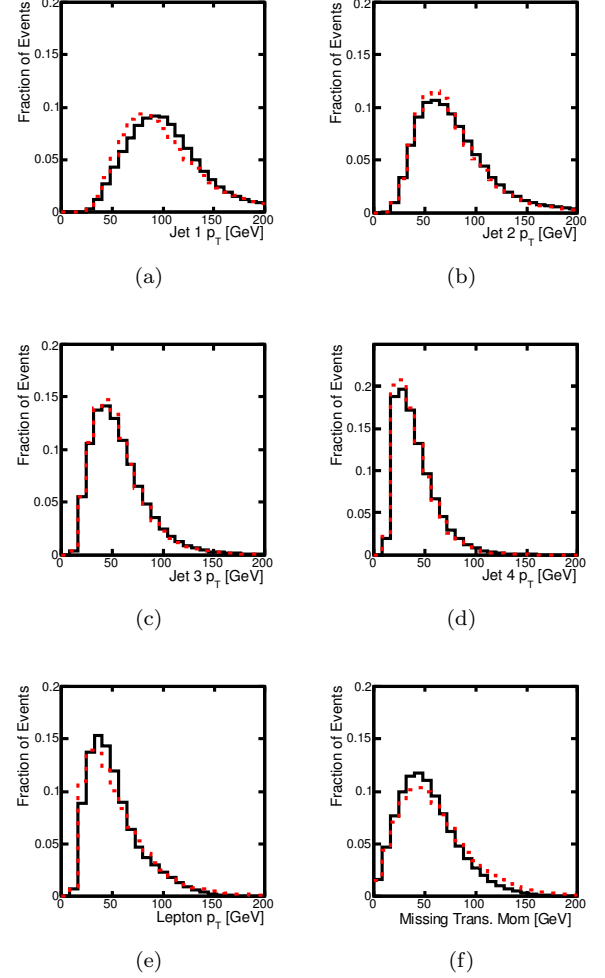 Fraction of Events
0.2
0.15
0.1
0.05
0
0 50 100 150 200
Jet 1 p_T [GeV]
(a)
Fraction of Events
0.2
0.15
0.1
0.05
0
0 50 100 150 200
Jet 2 p_T [GeV]
(b)
Fraction of Events
0.2
0.15
0.1
0.05
0
0 50 100 150 200
Jet 3 p_T [GeV]
(c)
Fraction of Events
0.2
0.15
0.1
0.05
0
0 50 100 150 200
Jet 4 p_T [GeV]
(d)
Fraction of Events
0.2
0.15
0.1
0.05
0
0 50 100 150 200
Lepton p_T [GeV]
(e)
Fraction of Events
0.2
0.15
0.1
0.05
0
0 50 100 150 200
Missing Trans. Mom [GeV]
(f)